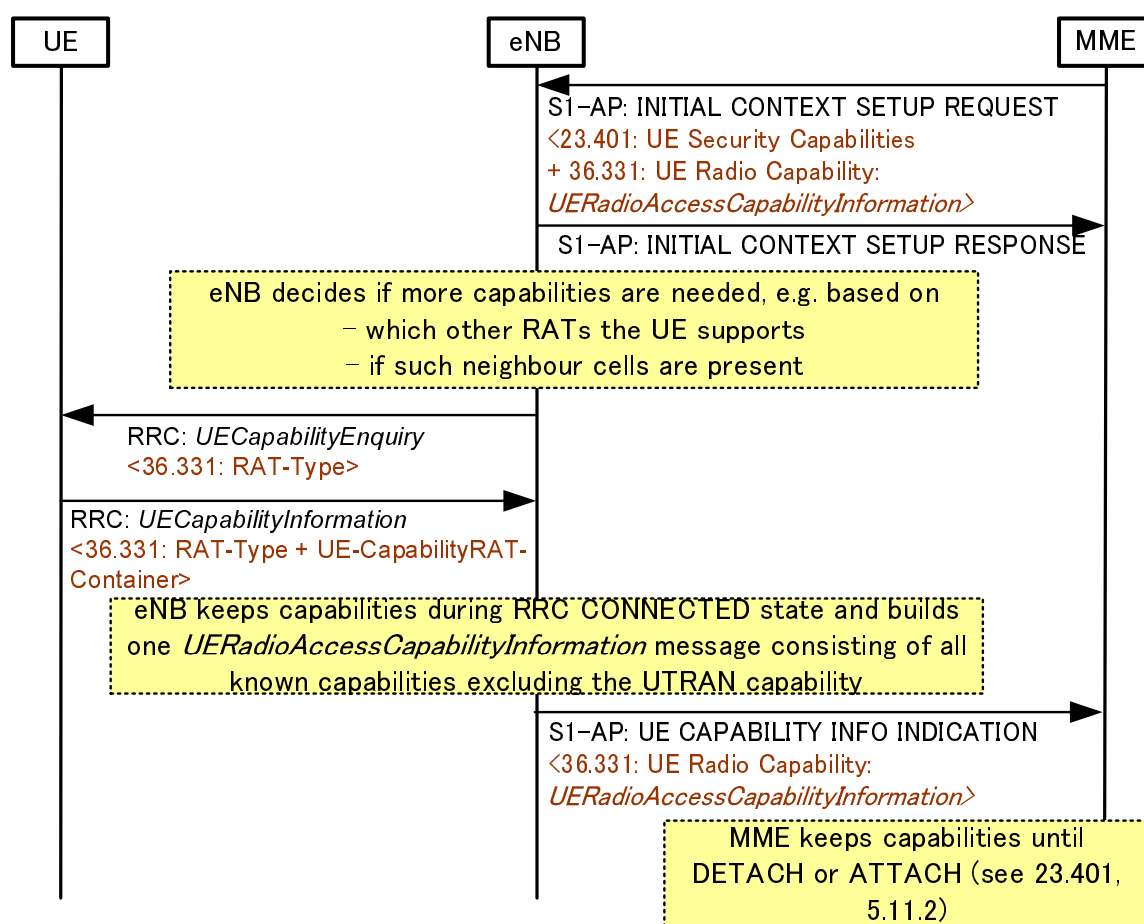 UE
eNB
MME
S1-AP: INITIAL CONTEXT SETUP REQUEST
<23.401: UE Security Capabilities
+ 36.331: UE Radio Capability:
UERadioAccessCapabilityInformation>
S1-AP: INITIAL CONTEXT SETUP RESPONSE
eNB decides if more capabilities are needed, e.g. based on
- which other RATs the UE supports
- if such neighbour cells are present
RRC: UECapabilityEnquiry
<36.331: RAT-Type>
RRC: UECapabilityInformation
<36.331: RAT-Type + UE-CapabilityRAT-
Container>
eNB keeps capabilities during RRC CONNECTED state and builds
one UERadioAccessCapabilityInformation message consisting of all
known capabilities excluding the UTRAN capability
S1-AP: UE CAPABILITY INFO INDICATION
<36.331: UE Radio Capability:
UERadioAccessCapabilityInformation>
MME keeps capabilities until
DETACH or ATTACH (see 23.401,
5.11.2)